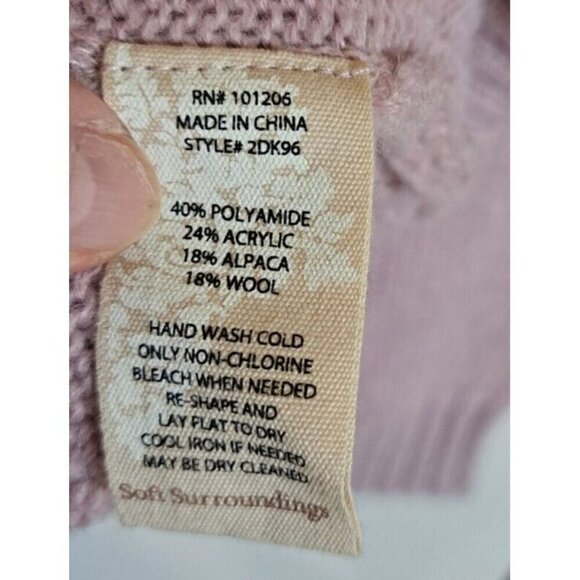 RN# 101206
MADE IN CHINA
STYLE# 2DK96
40% POLYAMIDE
24% ACRYLIC
18% ALPACA
18% WOOL
HAND WASH COLD
ONLY NON-CHLORINE
BLEACH WHEN NEEDED
RE-SHAPE AND
LAY FLAT TO DRY
COOL IRON IF NEEDED
MAY BE DRY CLEANED
Soft Surroundings